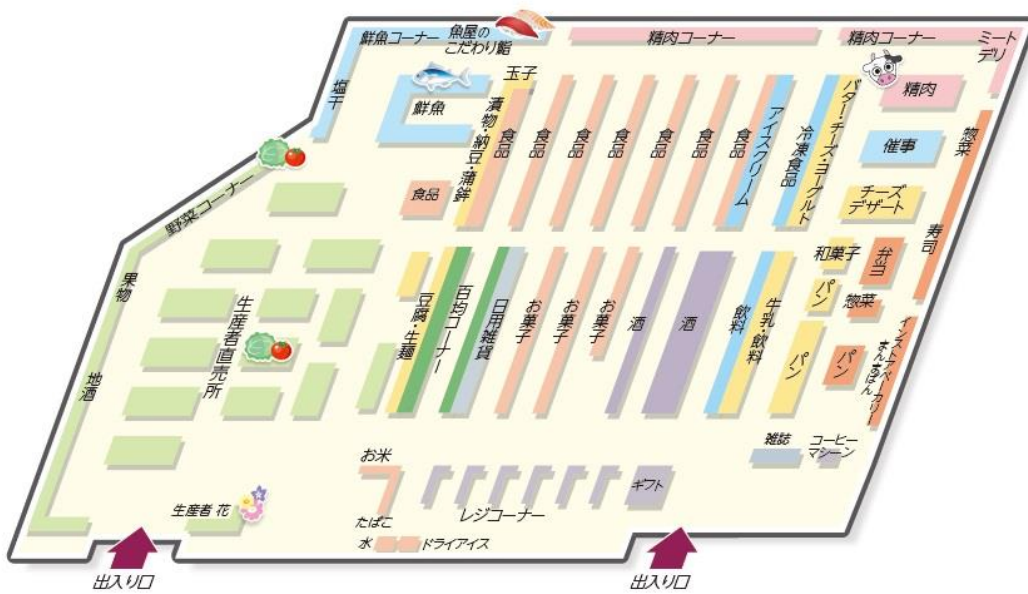 鮮魚コーナー
魚屋の
こだわり鮨
精肉コーナー
精肉コーナー
ミート
デリ
塩干
鮮魚
玉子
漬物・納豆
蒲鉾
食品
食品
食品
食品
食品
食品
食品
アイスクリーム
冷凍食品
バター・チーズ・ヨーグルト
精肉
催事
惣菜
食品
チーズ
デザート
寿司
野菜コーナー
果物
地酒
生産者直売所
豆腐・生麺
百均コーナー
日用雑貨
お菓子
お菓子
お菓子
酒
酒
飲料
牛乳・飲料
和菓子
弁当
パン
惣菜
パン
パン
インストアベーカリー
まんまぱん
雑誌
コーヒー
マシーン
お米
たばこ
レジコーナー
ギフト
生産者 花
水
ドライアイス
出入り口
出入り口